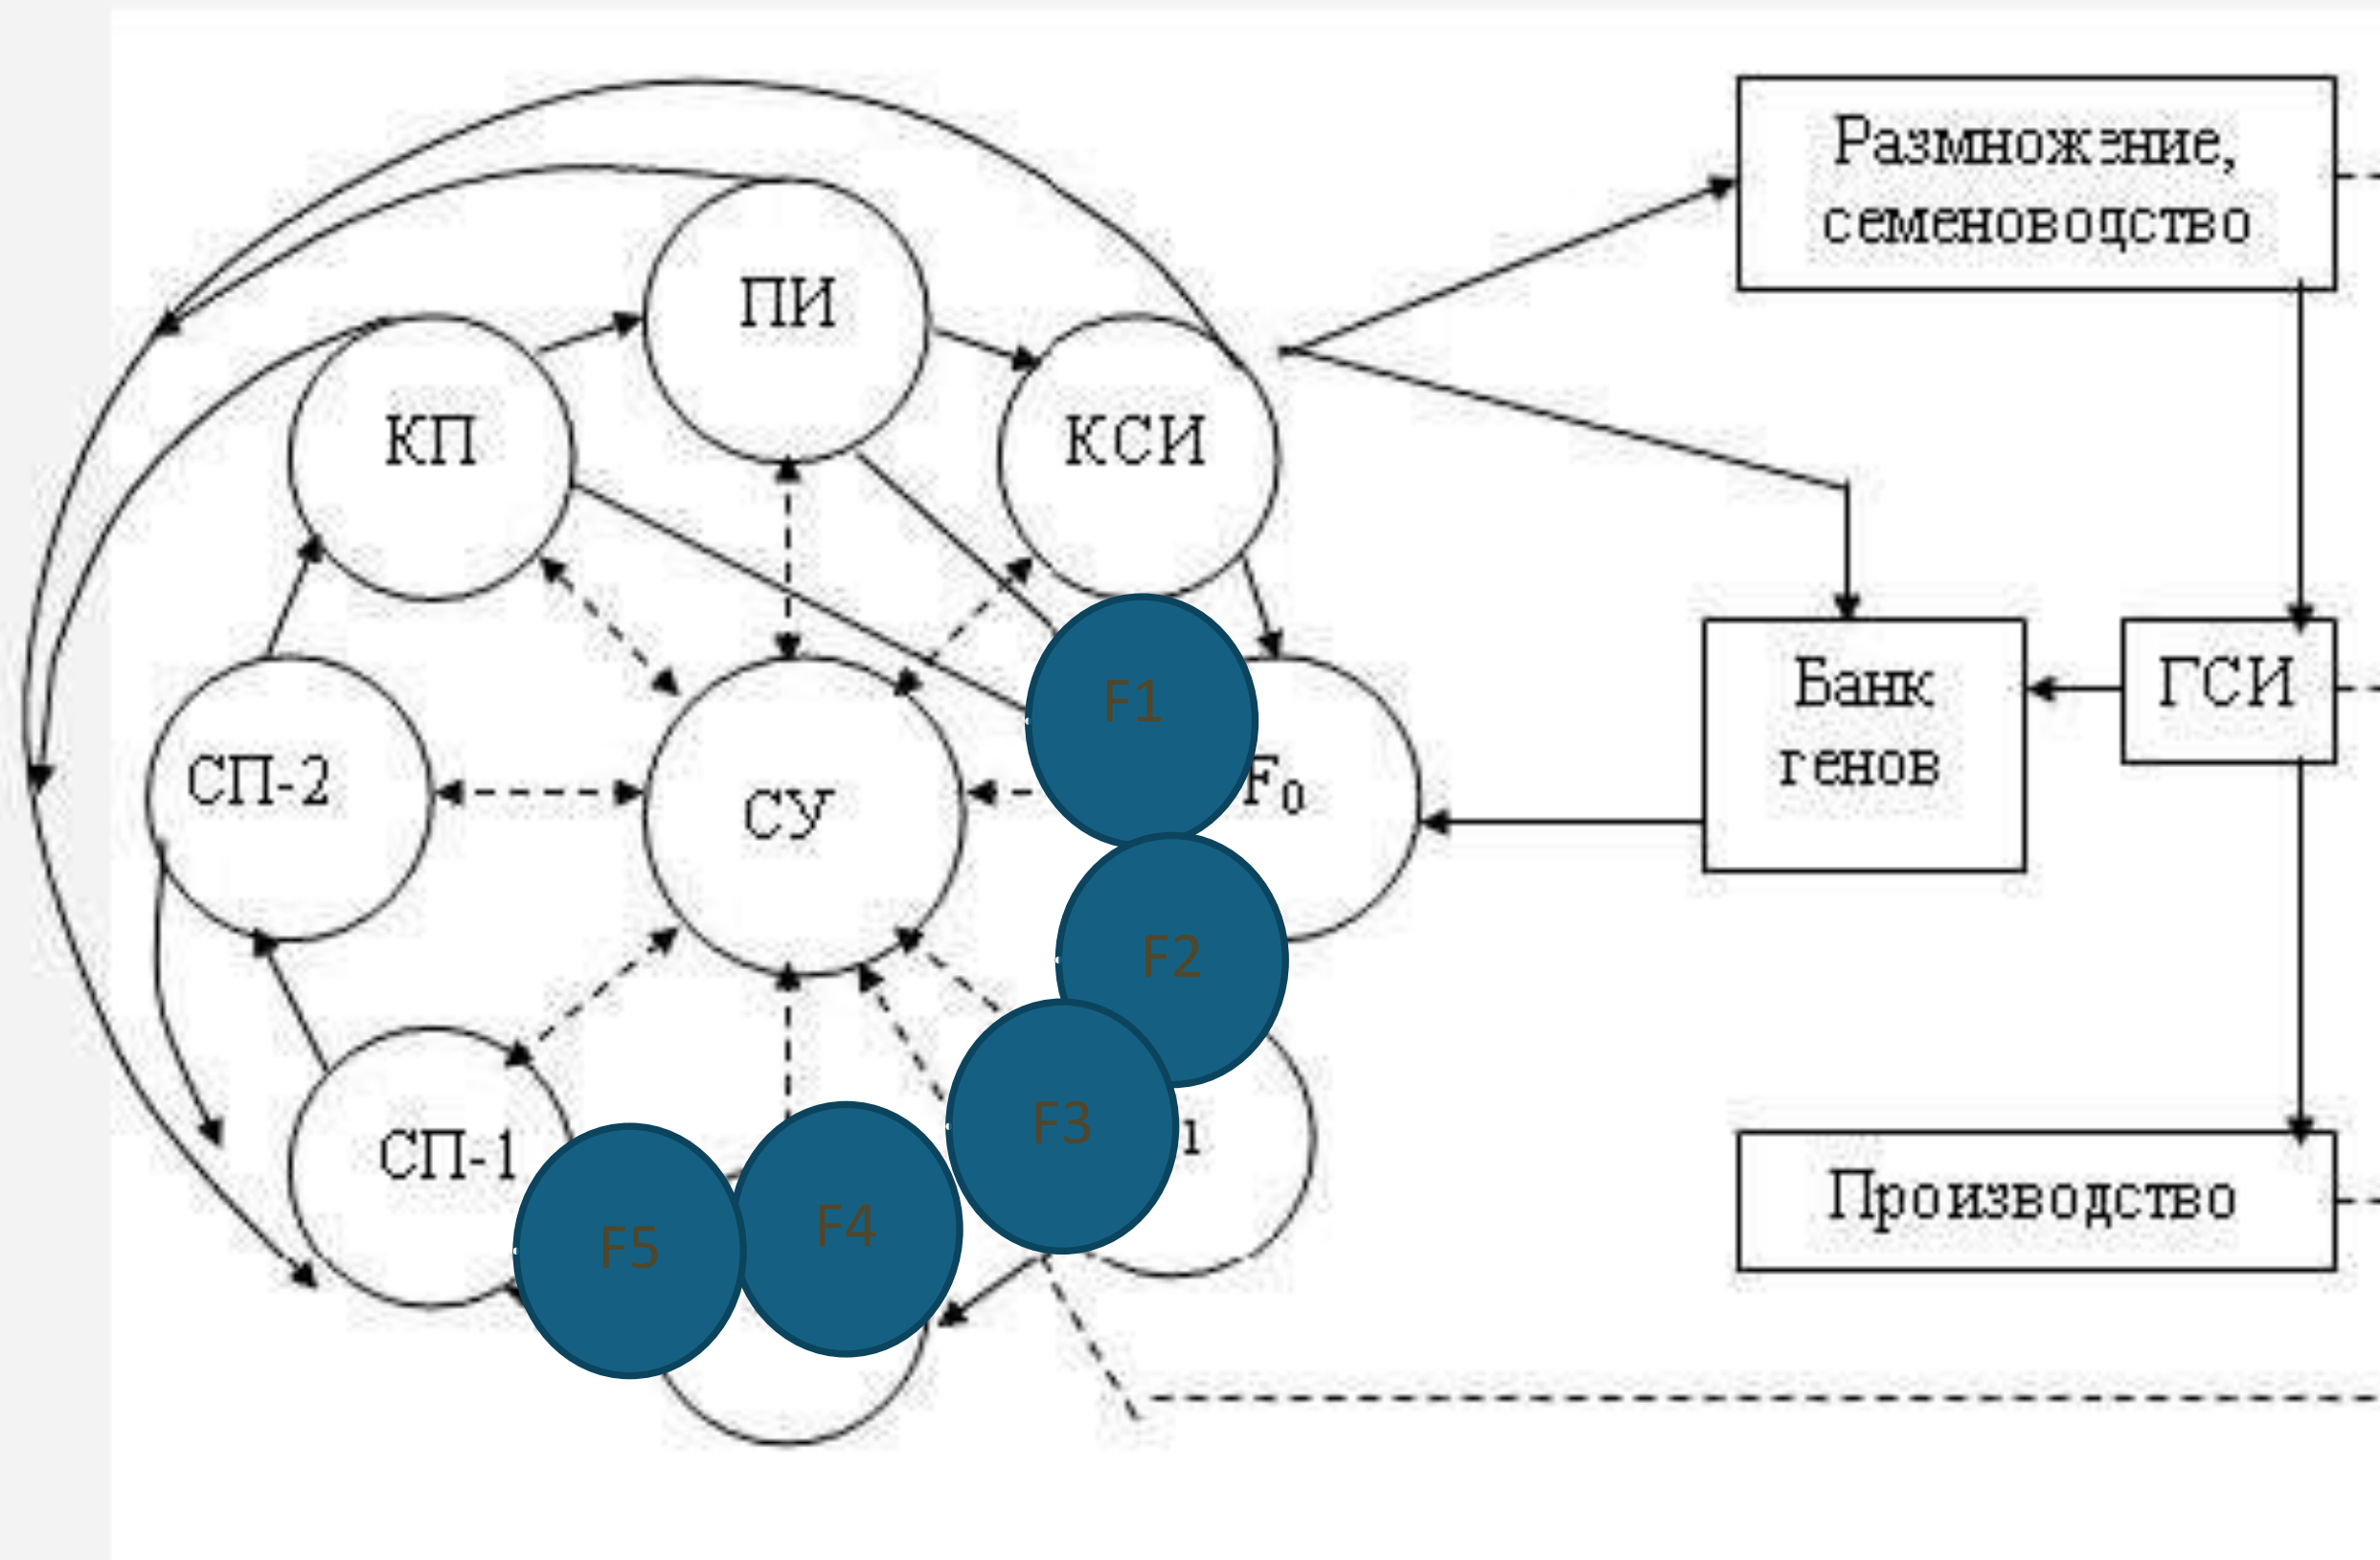 Размножение,
семеноводство
ПИ
КП
КСИ
Банк
генов
ГСИ
F1
СП-2
СУ
F0
F2
F3
1
СП-1
F4
F5
Производство